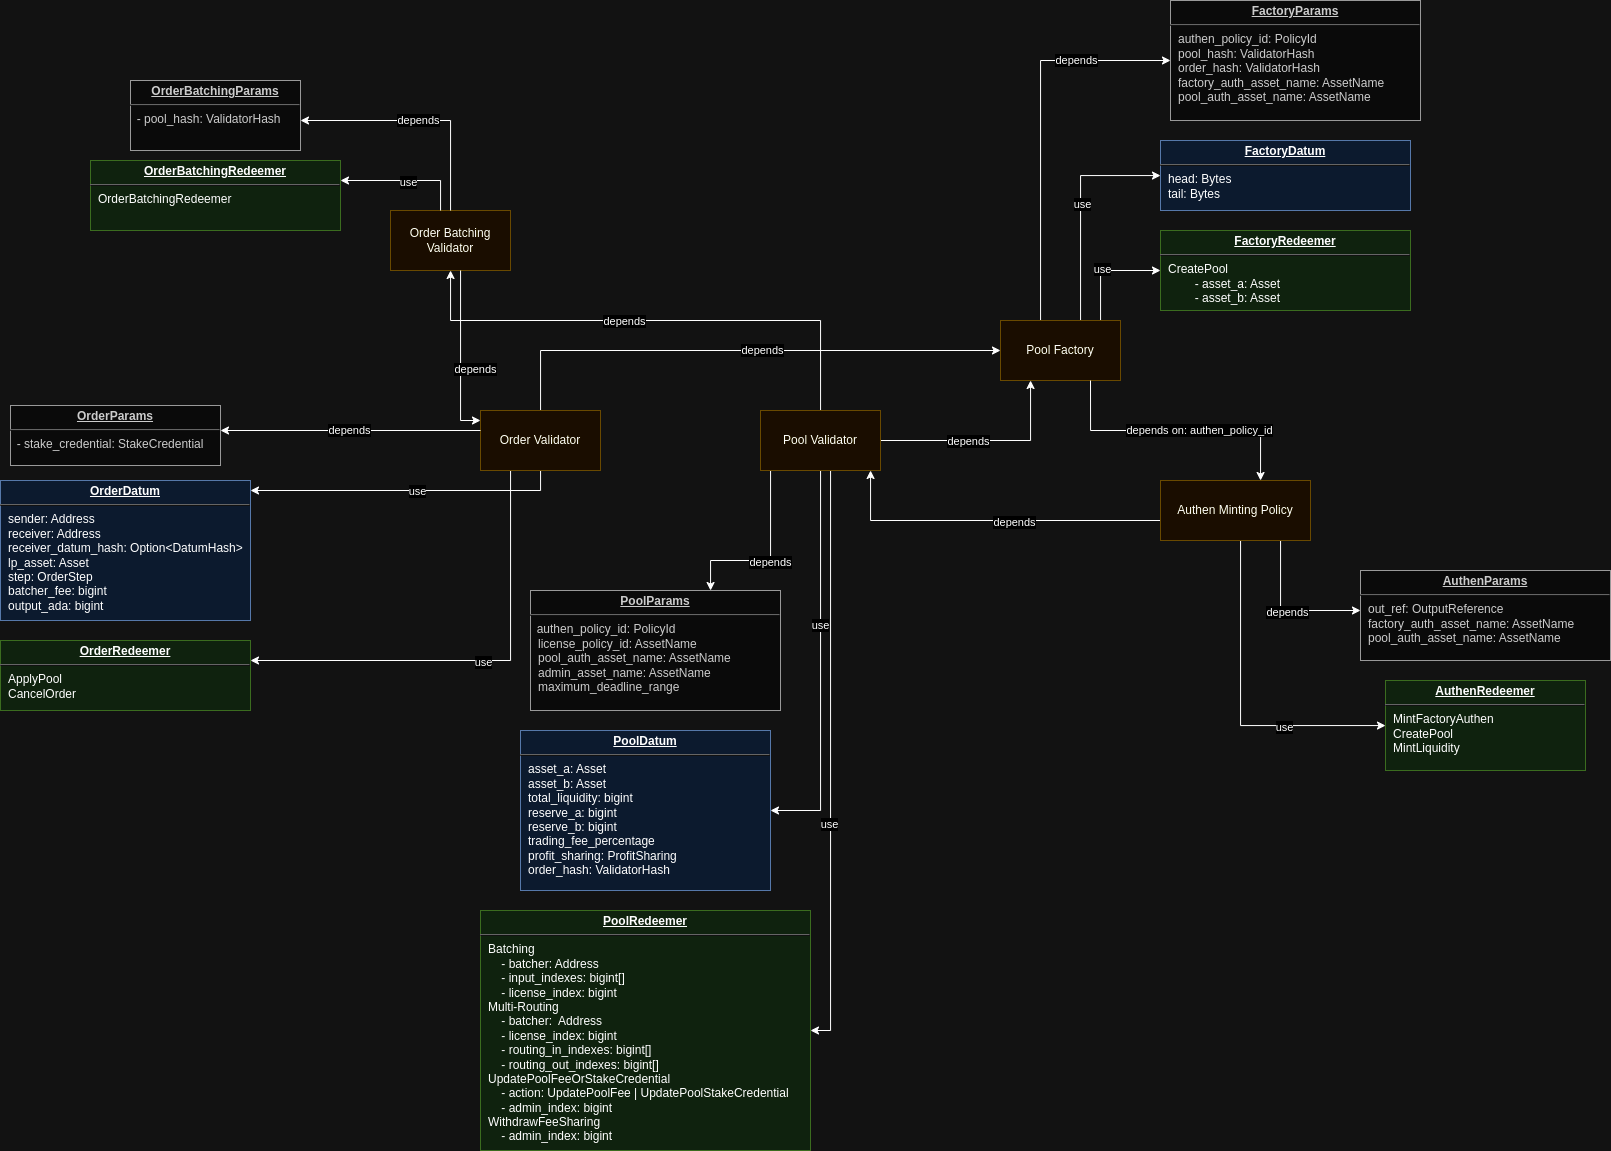 FactoryParams
authen_policy_id: PolicyId
pool_hash: ValidatorHash
order_hash: ValidatorHash
factory_auth_asset_name: AssetName
pool_auth_asset_name: AssetName
depends
OrderBatchingParams
- pool_hash: ValidatorHash
depends
OrderBatchingRedeemer
OrderBatchingRedeemer
use
Order Batching
Validator
FactoryDatum
head: Bytes
tail: Bytes
use
FactoryRedeemer
CreatePool
- asset_a: Asset
- asset_b: Asset
use
depends
depends
Pool Factory
depends
OrderParams
- stake_credential: StakeCredential
depends
Order Validator
Pool Validator
depends
depends on: authen_policy_id
OrderDatum
sender: Address
receiver: Address
receiver_datum_hash: Option<DatumHash>
lp_asset: Asset
step: OrderStep
batcher_fee: bigint
output_ada: bigint
use
Authen Minting Policy
depends
depends
PoolParams
authen_policy_id: PolicyId
license_policy_id: AssetName
pool_auth_asset_name: AssetName
admin_asset_name: AssetName
maximum_deadline_range
use
AuthenParams
out_ref: OutputReference
factory_auth_asset_name: AssetName
pool_auth_asset_name: AssetName
depends
OrderRedeemer
ApplyPool
CancelOrder
use
AuthenRedeemer
MintFactoryAuthen
CreatePool
MintLiquidity
use
PoolDatum
asset_a: Asset
asset_b: Asset
total_liquidity: bigint
reserve_a: bigint
reserve_b: bigint
trading_fee_percentage
profit_sharing: ProfitSharing
order_hash: ValidatorHash
use
PoolRedeemer
Batching
- batcher: Address
- input_indexes: bigint[]
- license_index: bigint
Multi-Routing
- batcher:  Address
- license_index: bigint
- routing_in_indexes: bigint[]
- routing_out_indexes: bigint[]
UpdatePoolFeeOrStakeCredential
- action: UpdatePoolFee | UpdatePoolStakeCredential
- admin_index: bigint
WithdrawFeeSharing
- admin_index: bigint